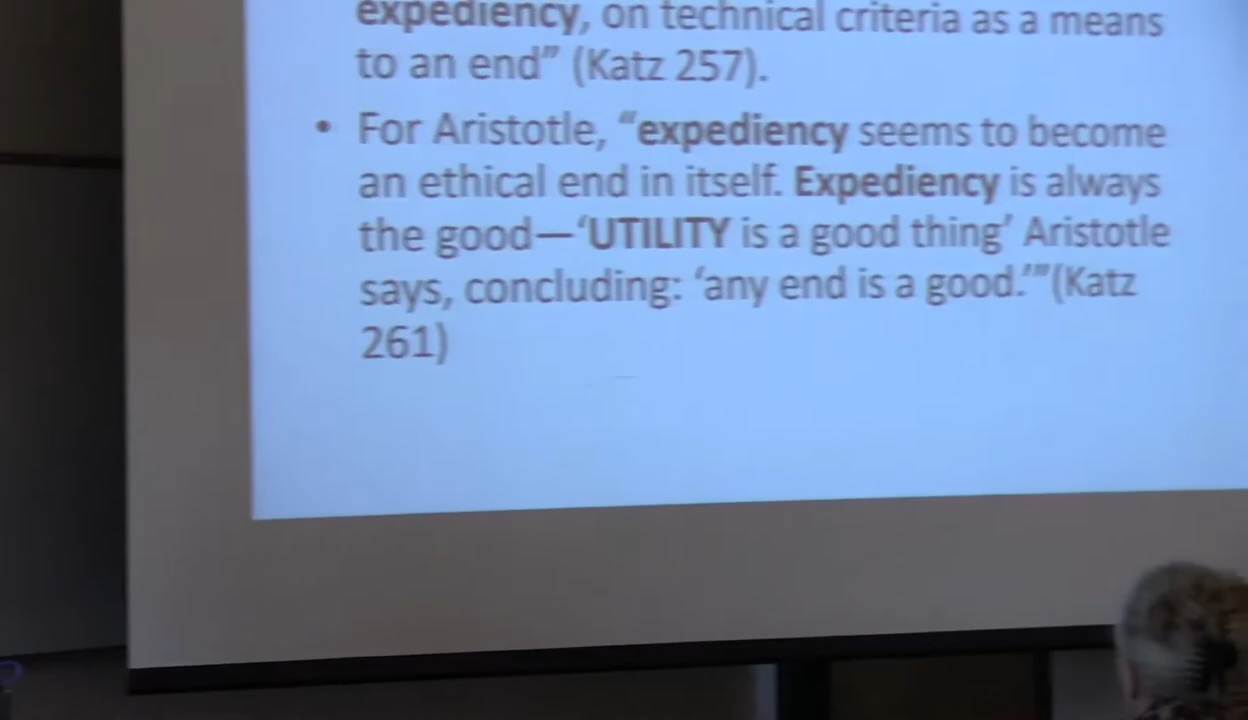 expediency, on technical criteria as a means
to an end” (Katz 257).
• For Aristotle, “expediency seems to become
an ethical end in itself. Expediency is always
the good—‘UTILITY is a good thing’ Aristotle
says, concluding: ‘any end is a good.’”(Katz
261)